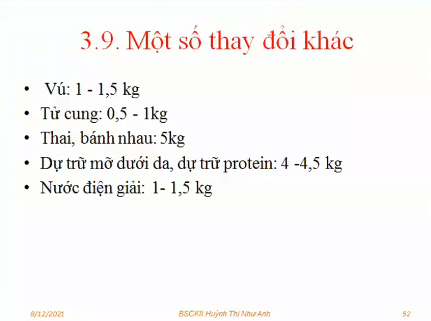 3.9. Một số thay đổi khác
• Vú: 1 - 1,5 kg
• Tử cung: 0,5 - 1kg
• Thai, bánh nhau: 5kg
• Dự trữ mỡ dưới da, dự trữ protein: 4 -4,5 kg
• Nước điện giải: 1- 1,5 kg
8/12/2021 BSCKII Huỳnh Thị Như Anh 52